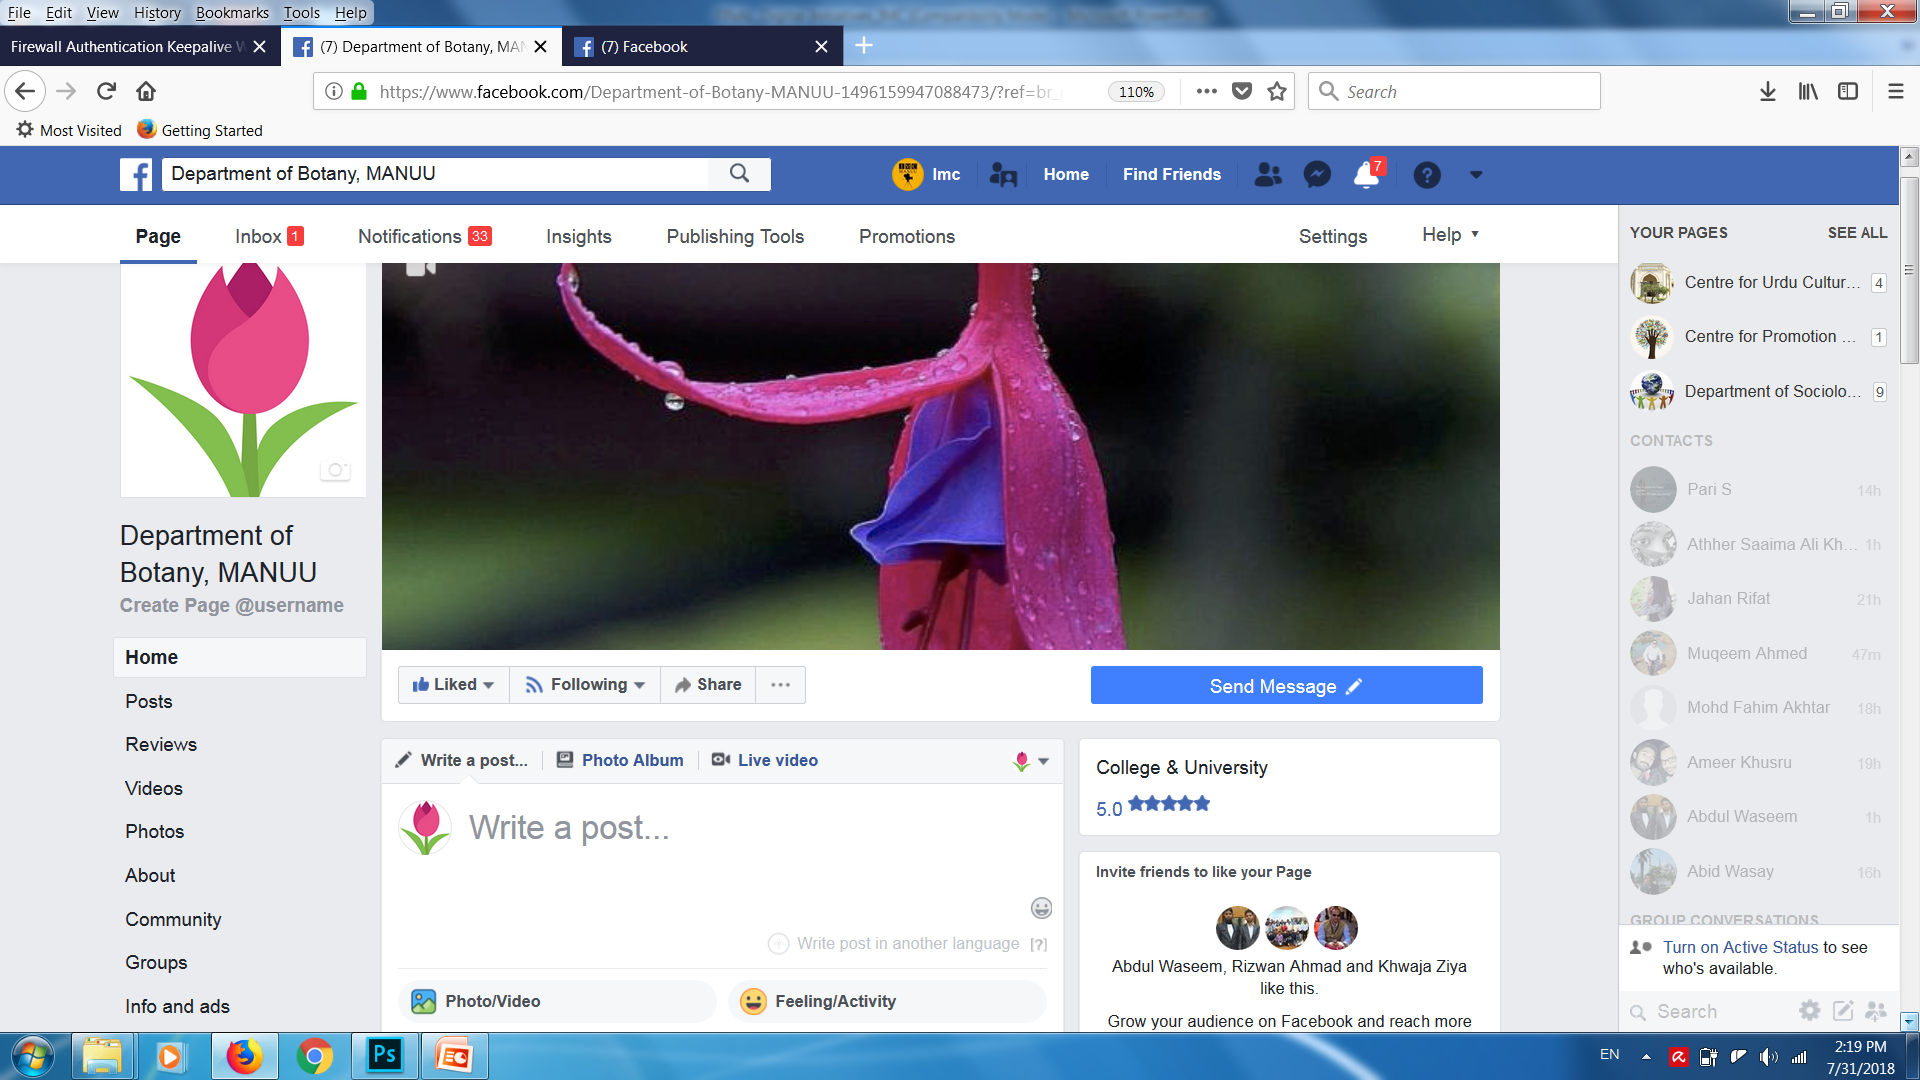 File Edit View History Bookmarks Tools Help
Firewall Authentication Keepalive W
(7) Department of Botany, MAN
(7) Facebook
https://www.facebook.com/Department-of-Botany-MANUU-1496159947088473/?ref=br_
110%
Search
Most Visited
Getting Started
Department of Botany, MANUU
Imc
Home
Find Friends
7
Page
Inbox 1
Notifications 33
Insights
Publishing Tools
Promotions
Settings
Help
Department of
Botany, MANUU
Create Page @username
Home
Posts
Reviews
Videos
Photos
About
Community
Groups
Info and ads
Liked
Following
Share
Send Message
Write a post...
Photo Album
Live video
Write a post...
Write post in another language [?]
Photo/Video
Feeling/Activity
College & University
5.0
Invite friends to like your Page
Abdul Waseem, Rizwan Ahmad and Khwaja Ziya
like this.
Grow your audience on Facebook and reach more
YOUR PAGES
SEE ALL
Centre for Urdu Cultur... 4
Centre for Promotion ... 1
Department of Sociolo... 9
CONTACTS
Pari S 14h
Athher Saaima Ali Kh... 1h
Jahan Rifat 21h
Muqeem Ahmed 47m
Mohd Fahim Akhtar 18h
Ameer Khusru 19h
Abdul Waseem 1h
Abid Wasay 16h
GROUP CONVERSATIONS
Turn on Active Status to see
who's available.
Search
Ps
EN
2:19 PM
7/31/2018